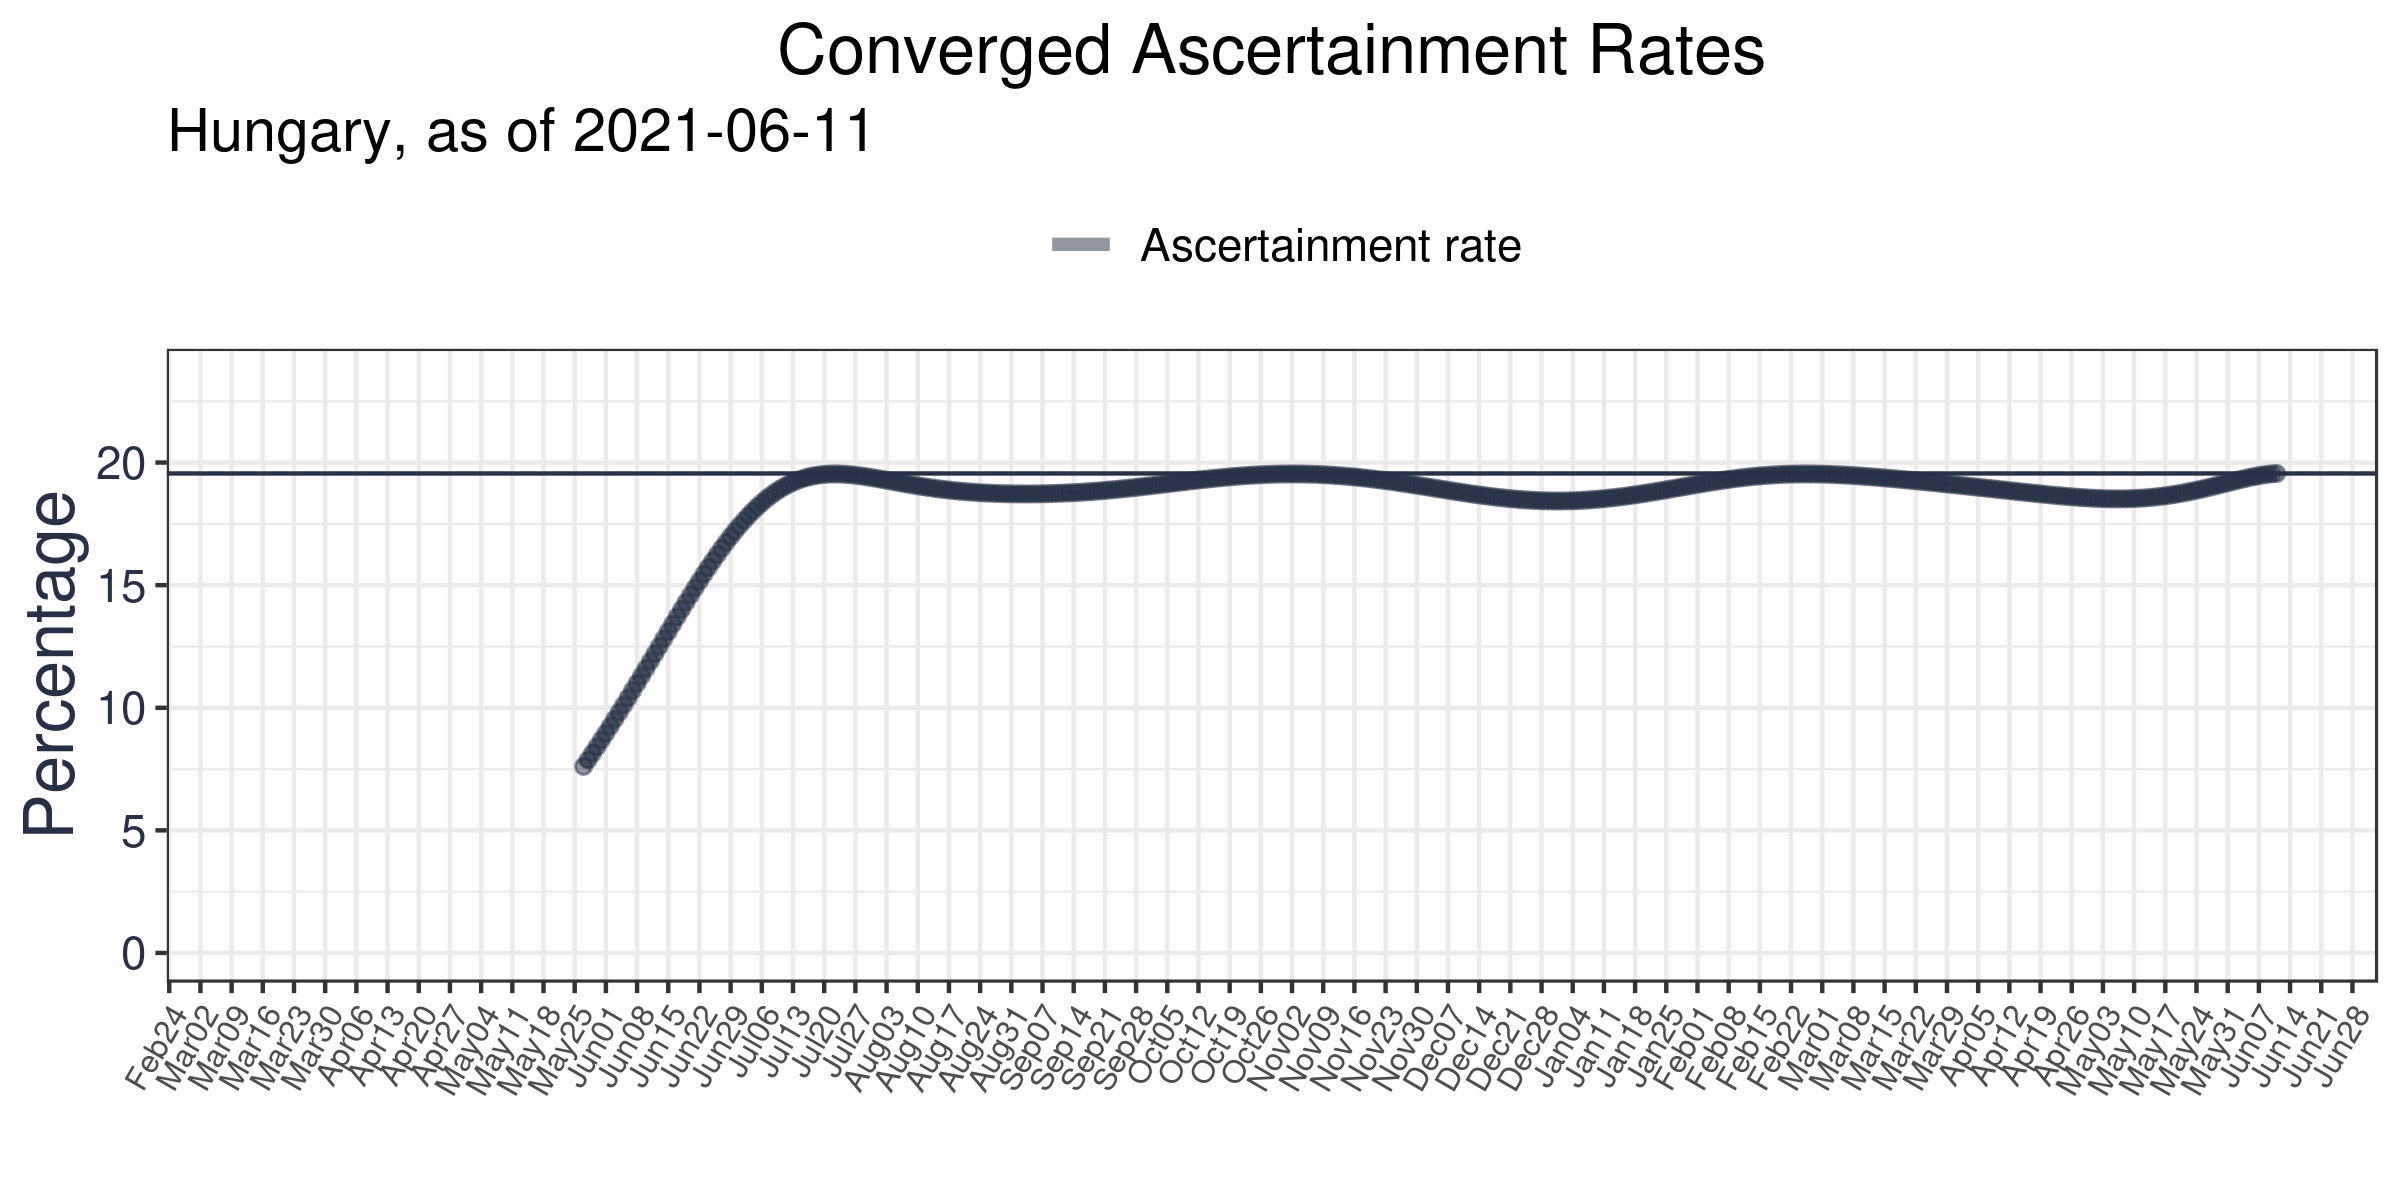 Converged Ascertainment Rates
Hungary, as of 2021-06-11
Ascertainment rate
Percentage
20
15
10
5
0
Feb24 Mar02 Mar09 Mar16 Mar23 Mar30 Apr06 Apr13 Apr20 Apr27 May04 May11 May18 May25 Jun01 Jun08 Jun15 Jun22 Jun29 Jul06 Jul13 Jul20 Jul27 Aug03 Aug10 Aug17 Aug24 Aug31 Sep07 Sep14 Sep21 Sep28 Oct05 Oct12 Oct19 Oct26 Nov02 Nov09 Nov16 Nov23 Nov30 Dec07 Dec14 Dec21 Dec28 Jan04 Jan11 Jan18 Jan25 Feb01 Feb08 Feb15 Feb22 Mar01 Mar08 Mar15 Mar22 Mar29 Apr05 Apr12 Apr19 Apr26 May03 May10 May17 May24 May31 Jun07 Jun14 Jun21 Jun28